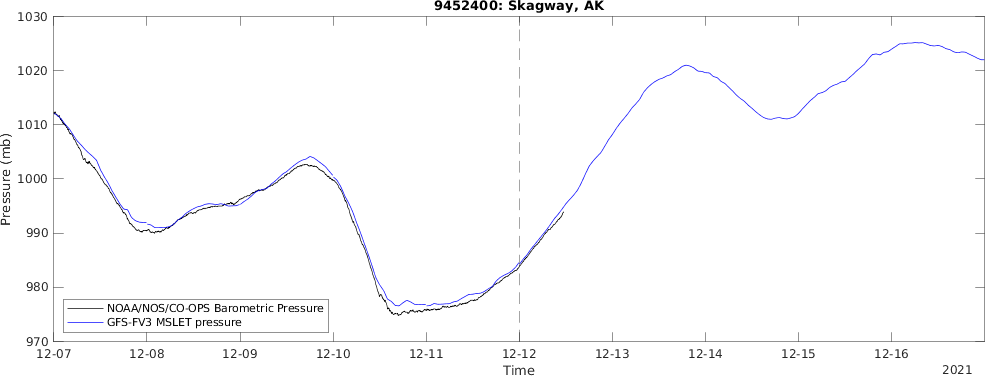 9452400: Skagway, AK
Pressure (mb)
1030
1020
1010
1000
990
980
970
NOAA/NOS/CO-OPS Barometric Pressure
GFS-FV3 MSLET pressure
12-07 12-08 12-09 12-10 12-11 12-12 12-13 12-14 12-15 12-16
Time
2021